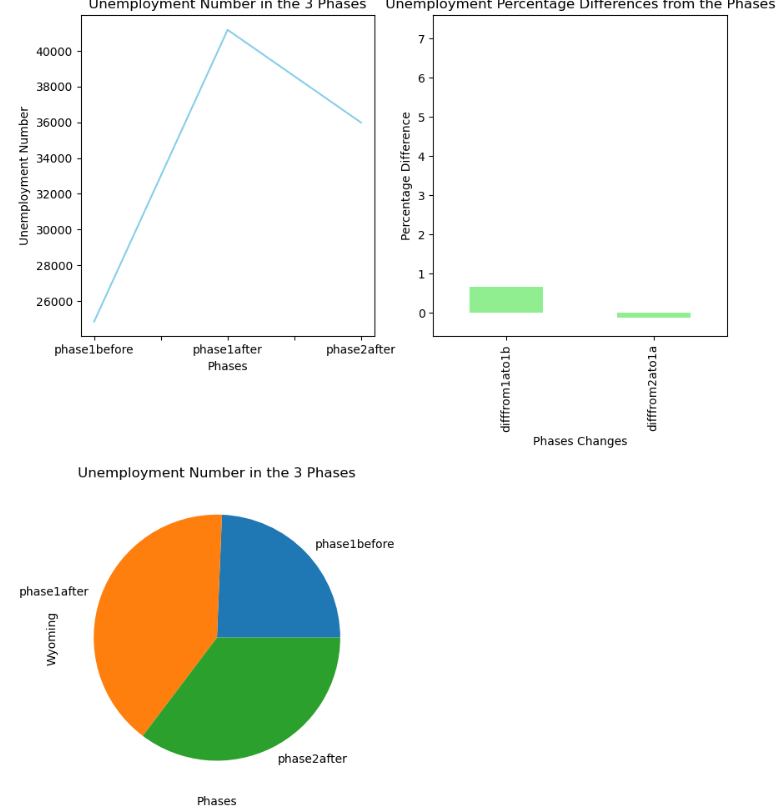 Unemployment Number in the 3 Phases
40000
38000
36000
34000
32000
30000
28000
26000
Unemployment Number
phase1before
phase1after
phase2after
Phases
Unemployment Percentage Differences from the Phases
7
6
5
4
3
2
1
0
Percentage Difference
difffrom1ato1b
difffrom2ato1a
Phases Changes
Unemployment Number in the 3 Phases
phase1before
phase1after
Wyoming
phase2after
Phases